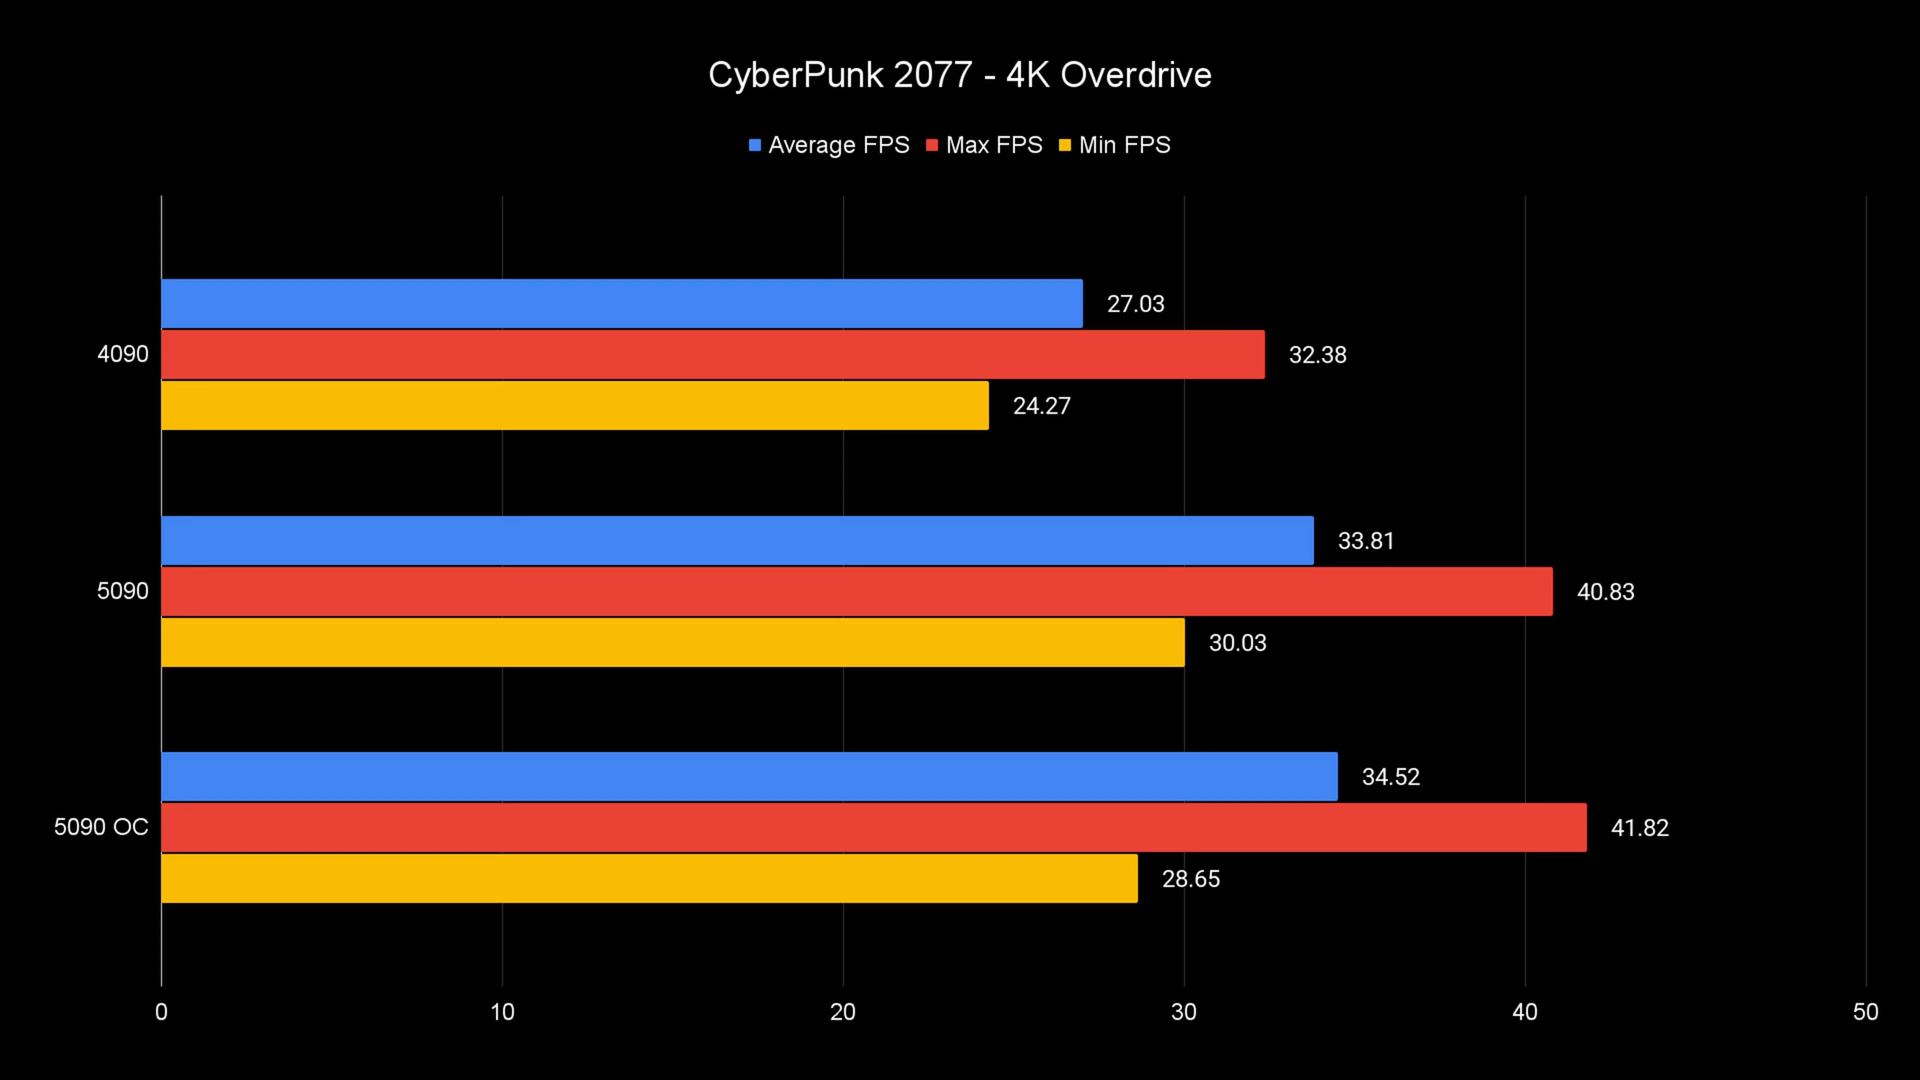 CyberPunk 2077 - 4K Overdrive
Average FPS Max FPS Min FPS
27.03
4090 32.38
24.27
33.81
5090 40.83
30.03
34.52
5090 OC 41.82
28.65
0 10 20 30 40 50